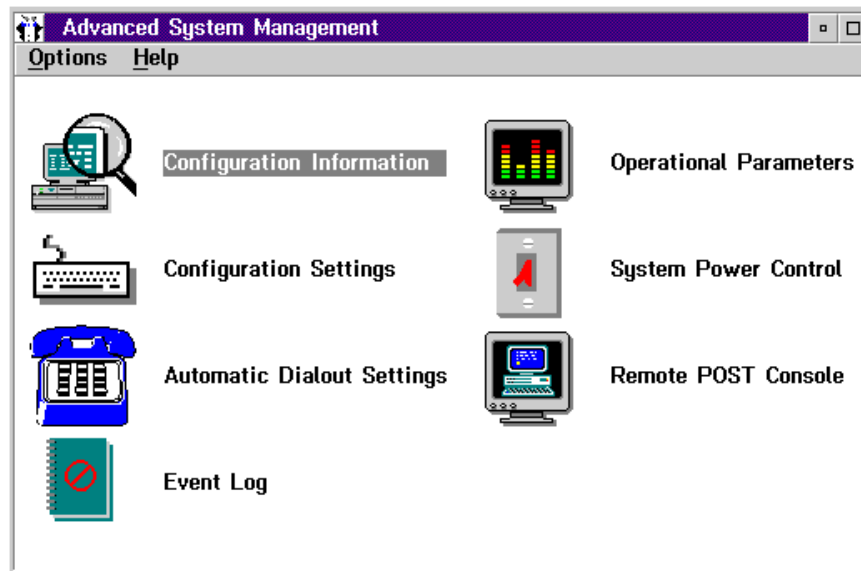 Advanced System Management
Options Help
Configuration Information
Operational Parameters
Configuration Settings
System Power Control
Automatic Dialout Settings
Remote POST Console
Event Log